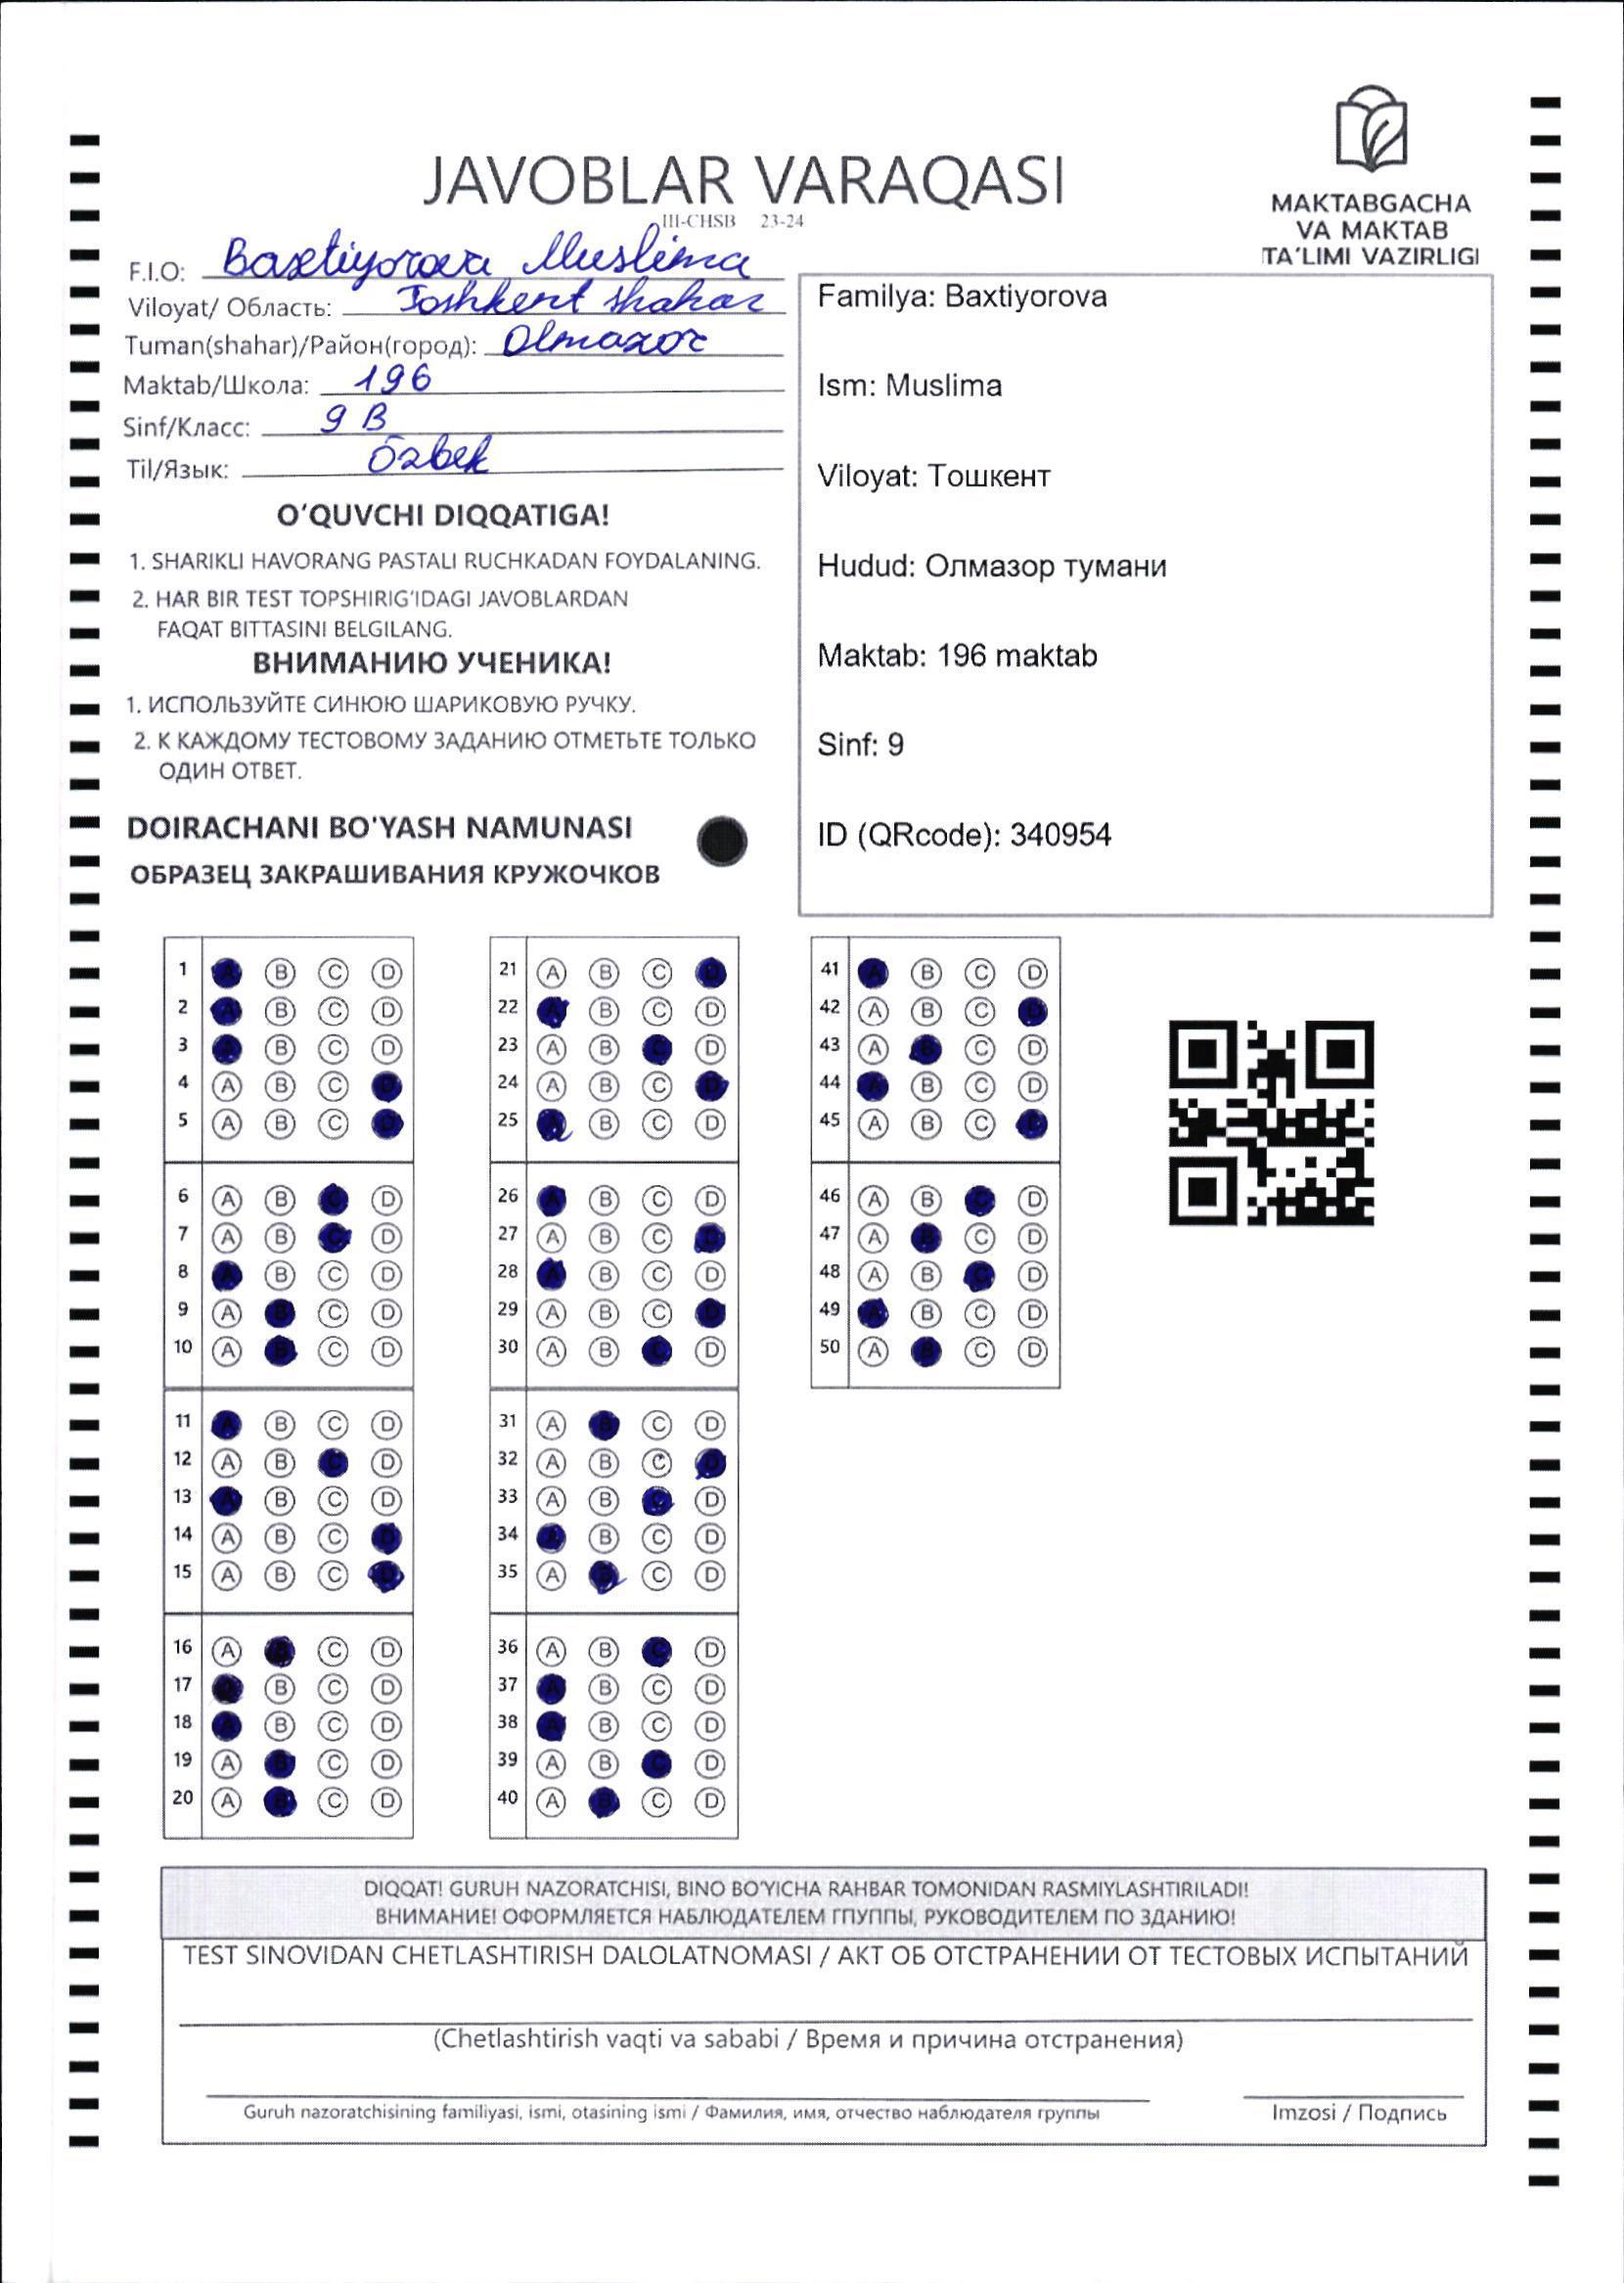 MAKTABGACHA
VA MAKTAB
TA'LIMI VAZIRLIGI
JAVOBLAR VARAQASI
III-CHSB 23-24
F.I.O: Baxtiyorova Muslima
Viloyat/ Область: Toshkent shahar
Tuman(shahar)/Район(город): Olmazor
Maktab/Школа: 196
Sinf/Класс: 9 B
Til/Язык: Özbek
Familya: Baxtiyorova
Ism: Muslima
Viloyat: Тошкент
Hudud: Олмазор тумани
Maktab: 196 maktab
Sinf: 9
ID (QRcode): 340954
O'QUVCHI DIQQATIGA!
1. SHARIKLI HAVORANG PASTALI RUCHKADAN FOYDALANING.
2. HAR BIR TEST TOPSHIRIG'IDAGI JAVOBLARDAN
FAQAT BITTASINI BELGILANG.
ВНИМАНИЮ УЧЕНИКА!
1. ИСПОЛЬЗУЙТЕ СИНЮЮ ШАРИКОВУЮ РУЧКУ.
2. К КАЖДОМУ ТЕСТОВОМУ ЗАДАНИЮ ОТМЕТЬТЕ ТОЛЬКО
ОДИН ОТВЕТ.
DOIRACHANI BO'YASH NAMUNASI
ОБРАЗЕЦ ЗАКРАШИВАНИЯ КРУЖОЧКОВ
1 A B C D
2 A B C D
3 A B C D
4 A B C D
5 A B C D
6 A B C D
7 A B C D
8 A B C D
9 A B C D
10 A B C D
11 A B C D
12 A B C D
13 A B C D
14 A B C D
15 A B C D
16 A B C D
17 A B C D
18 A B C D
19 A B C D
20 A B C D
21 A B C D
22 A B C D
23 A B C D
24 A B C D
25 A B C D
26 A B C D
27 A B C D
28 A B C D
29 A B C D
30 A B C D
31 A B C D
32 A B C D
33 A B C D
34 A B C D
35 A B C D
36 A B C D
37 A B C D
38 A B C D
39 A B C D
40 A B C D
41 A B C D
42 A B C D
43 A B C D
44 A B C D
45 A B C D
46 A B C D
47 A B C D
48 A B C D
49 A B C D
50 A B C D
DIQQAT! GURUH NAZORATCHISI, BINO BO'YICHA RAHBAR TOMONIDAN RASMIYLASHTIRILADI!
ВНИМАНИЕ! ОФОРМЛЯЕТСЯ НАБЛЮДАТЕЛЕМ ГПУППЫ, РУКОВОДИТЕЛЕМ ПО ЗДАНИЮ!
TEST SINOVIDAN CHETLASHTIRISH DALOLATNOMASI / АКТ ОБ ОТСТРАНЕНИИ ОТ ТЕСТОВЫХ ИСПЫТАНИЙ
(Chetlashtirish vaqti va sababi / Время и причина отстранения)
Guruh nazoratchisining familiyasi, ismi, otasining ismi / Фамилия, имя, отчество наблюдателя группы
Imzosi / Подпись